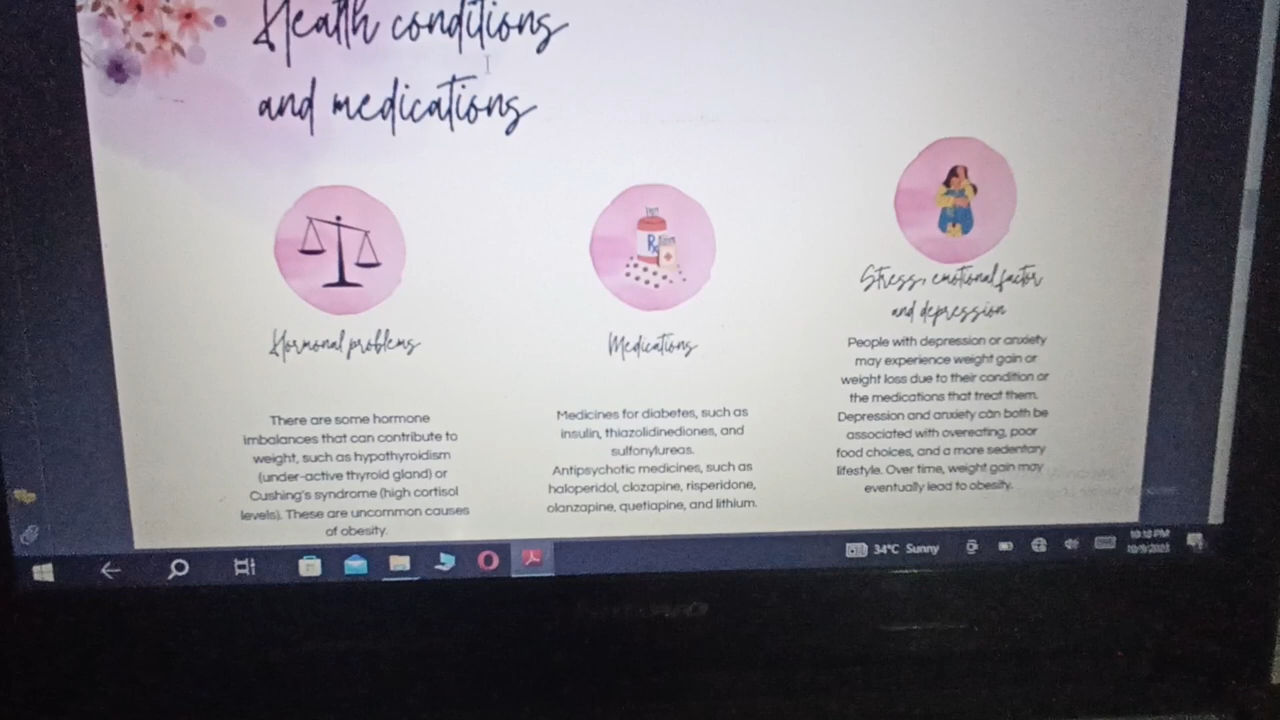 Health conditions
and medications
Hormonal problems
There are some hormone
imbalances that can contribute to
weight, such as hypothyroidism
(under-active thyroid gland) or
Cushing's syndrome (high cortisol
levels). These are uncommon causes
of obesity.
Medications
Medicines for diabetes, such as
insulin, thiazolidinediones, and
sulfonylureas.
Antipsychotic medicines, such as
haloperidol, clozapine, risperidone,
olanzapine, quetiapine, and lithium.
Stress, emotional factor
and depression
People with depression or anxiety
may experience weight gain or
weight loss due to their condition or
the medications that treat them.
Depression and anxiety can both be
associated with overeating, poor
food choices, and a more sedentary
lifestyle. Over time, weight gain may
eventually lead to obesity.
Rx
34°C Sunny